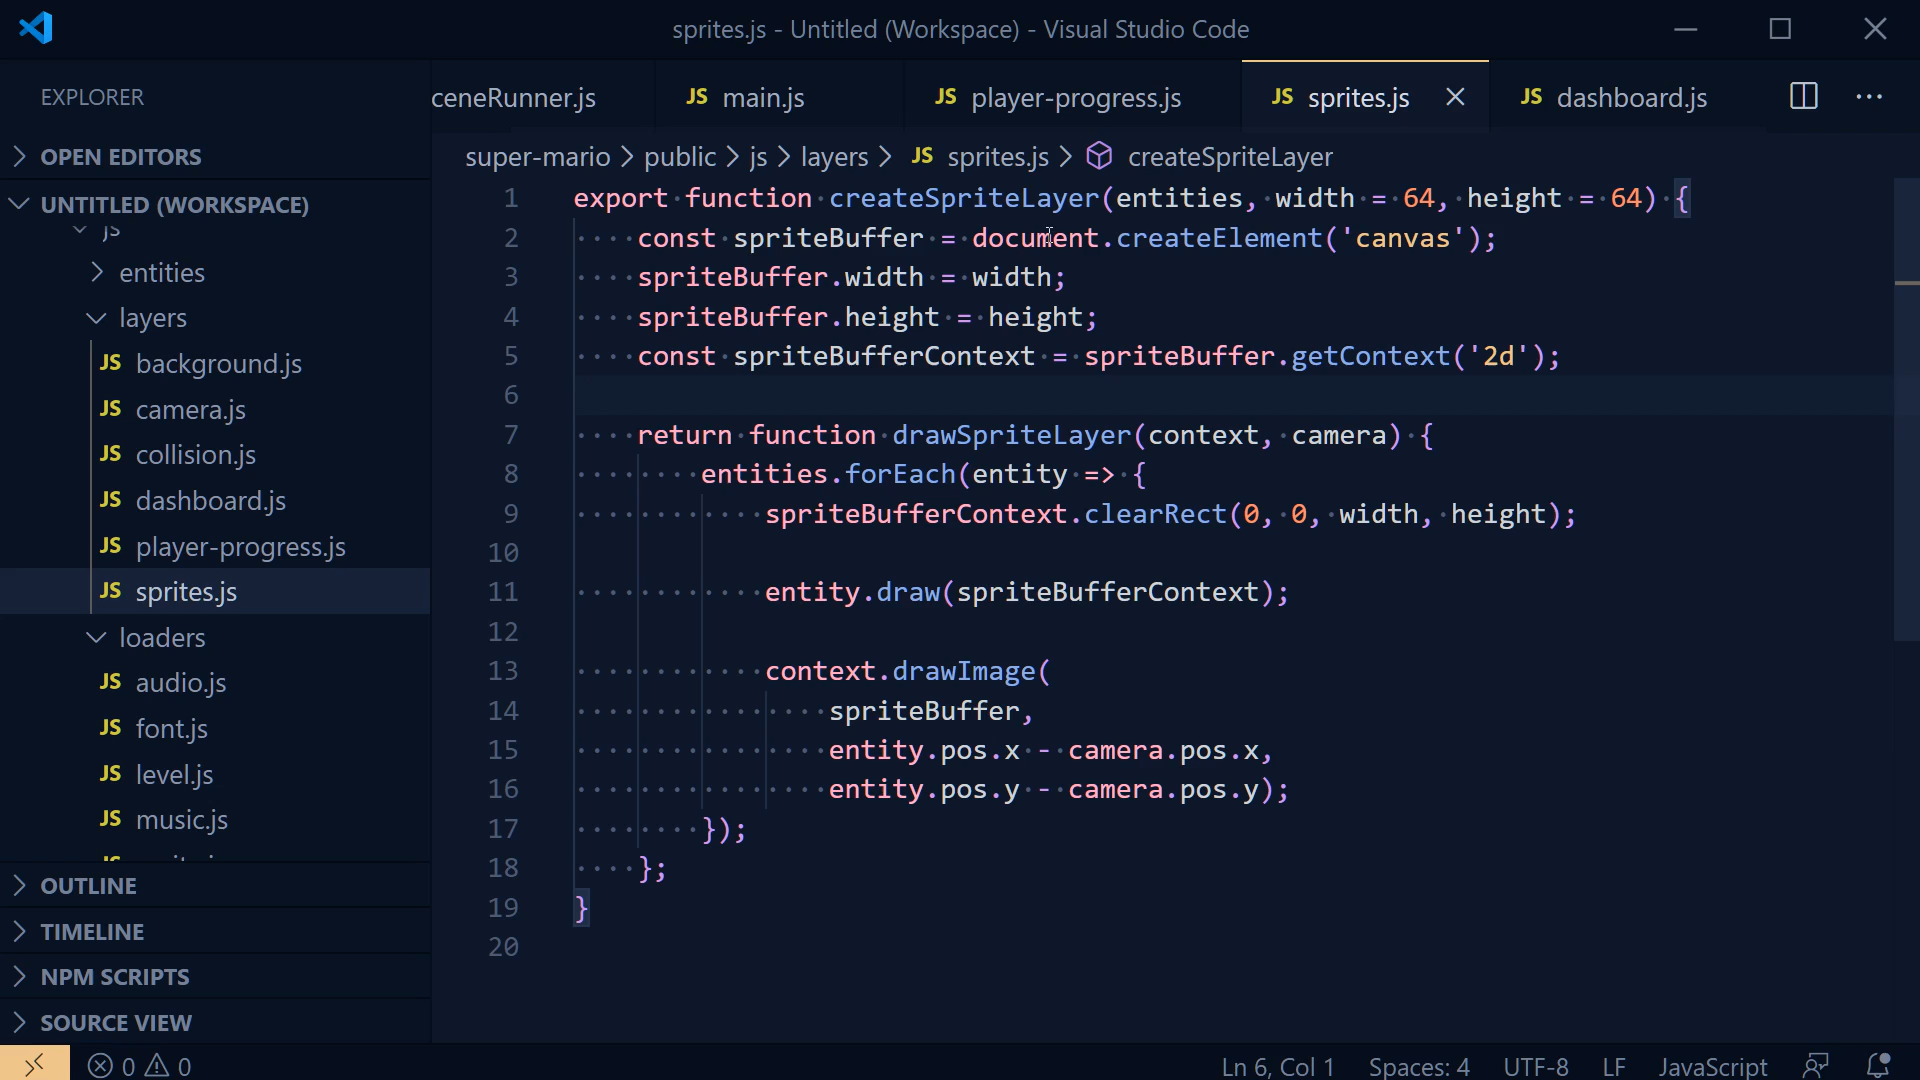 sprites.js - Untitled (Workspace) - Visual Studio Code
EXPLORER
OPEN EDITORS
UNTITLED (WORKSPACE)
js
entities
layers
JS background.js
JS camera.js
JS collision.js
JS dashboard.js
JS player-progress.js
JS sprites.js
loaders
JS audio.js
JS font.js
JS level.js
JS music.js
OUTLINE
TIMELINE
NPM SCRIPTS
SOURCE VIEW
ceneRunner.js JS main.js JS player-progress.js JS sprites.js JS dashboard.js ···
super-mario > public > js > layers > JS sprites.js > createSpriteLayer
1 export function createSpriteLayer(entities, width = 64, height = 64) {
2 const spriteBuffer = document.createElement('canvas');
3 spriteBuffer.width = width;
4 spriteBuffer.height = height;
5 const spriteBufferContext = spriteBuffer.getContext('2d');
6
7 return function drawSpriteLayer(context, camera) {
8 entities.forEach(entity => {
9 spriteBufferContext.clearRect(0, 0, width, height);
10
11 entity.draw(spriteBufferContext);
12
13 context.drawImage(
14 spriteBuffer,
15 entity.pos.x - camera.pos.x,
16 entity.pos.y - camera.pos.y);
17 });
18 };
19 }
20
0 0 Ln 6, Col 1 Spaces: 4 UTF-8 LF JavaScript